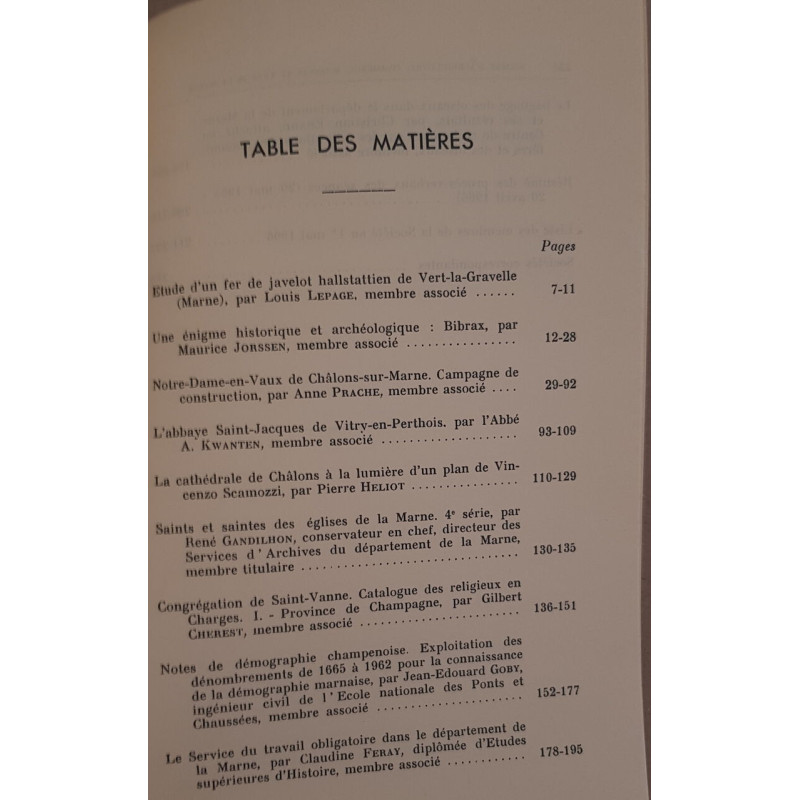 TABLE DES MATIÈRES
Pages
Etude d'un fer de javelot hallstattien de Vert-la-Gravelle
(Marne), par Louis LEPAGE, membre associé ...... 7-11
Une énigme historique et archéologique : Bibrax, par
Maurice JORSSEN, membre associé ................ 12-28
Notre-Dame-en-Vaux de Châlons-sur-Marne. Campagne de
construction, par Anne PRACHE, membre associé .... 29-92
L'abbaye Saint-Jacques de Vitry-en-Perthois. par l'Abbé
A. KWANTEN, membre associé .................... 93-109
La cathédrale de Châlons à la lumière d'un plan de Vin-
cenzo Scamozzi, par Pierre HELIOT ................ 110-129
Saints et saintes des églises de la Marne. 4e série, par
René GANDILHON, conservateur en chef, directeur des
Services d'Archives du département de la Marne,
membre titulaire ................................ 130-135
Congrégation de Saint-Vanne. Catalogue des religieux en
Charges. I. - Province de Champagne, par Gilbert
CHEREST, membre associé ........................ 136-151
Notes de démographie champenoise. Exploitation des
dénombrements de 1665 à 1962 pour la connaissance
de la démographie marnaise, par Jean-Edouard GOBY,
ingénieur civil de l'Ecole nationale des Ponts et
Chaussées, membre associé ...................... 152-177
Le Service du travail obligatoire dans le département de
la Marne, par Claudine FERAY, diplômée d'Etudes
supérieures d'Histoire, membre associé ............ 178-195